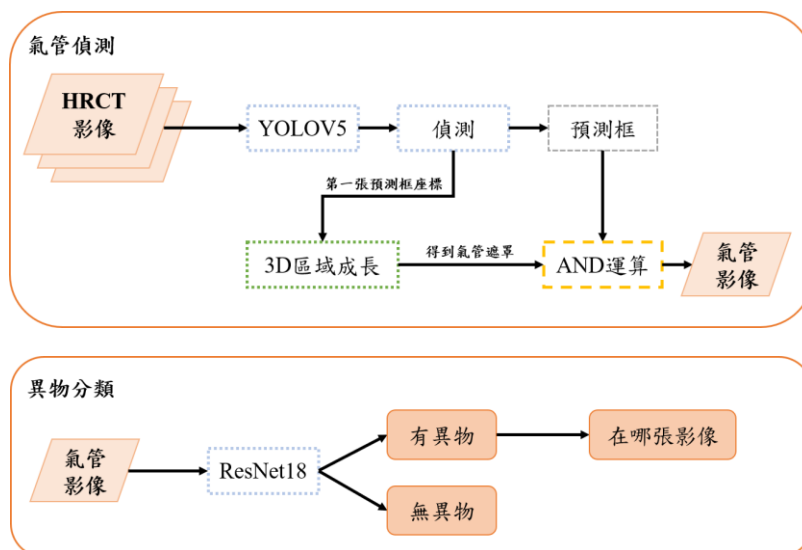 氣管偵測
HRCT
影像
YOLOV5
偵測
預測框
第一張預測框座標
3D區域成長
得到氣管遮罩
AND運算
氣管
影像
異物分類
氣管
影像
ResNet18
有異物
在哪張影像
無異物